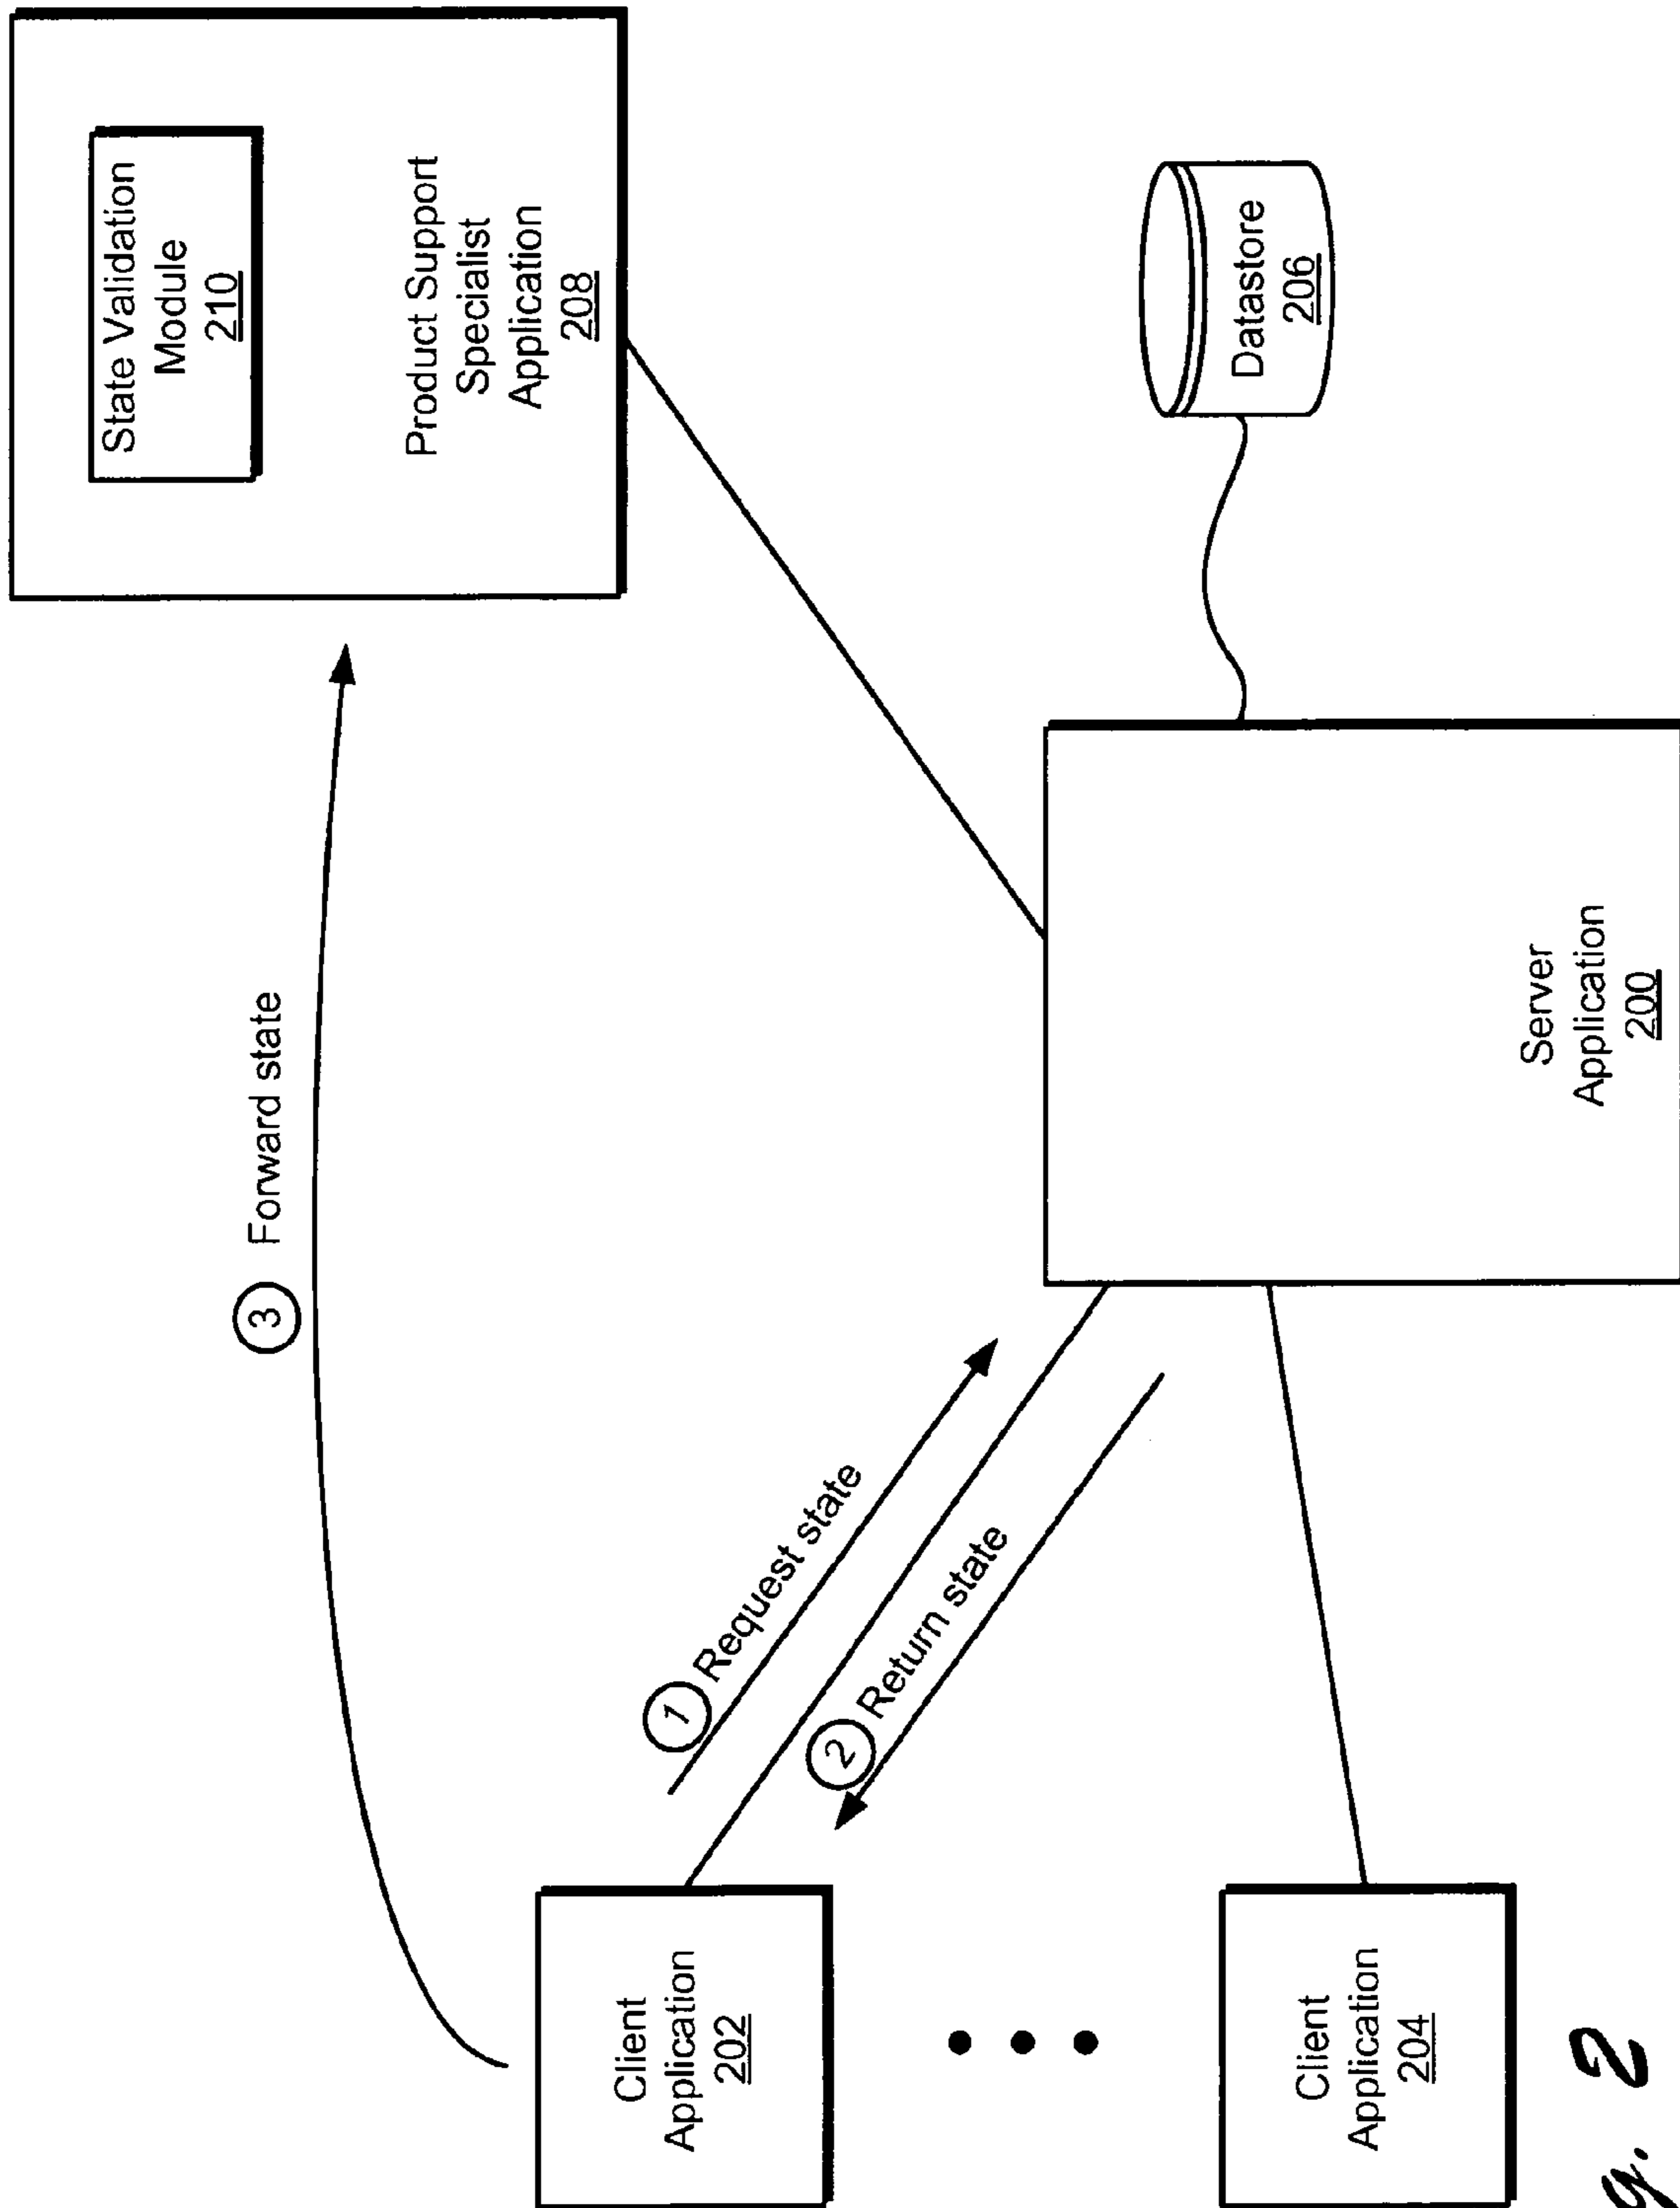 ③ Forward state
State Validation
Module
210
Product Support
Specialist
Application
208
Client
Application
202
① Request state
② Return state
Datastore
206
Client
Application
204
Server
Application
200
g. 2